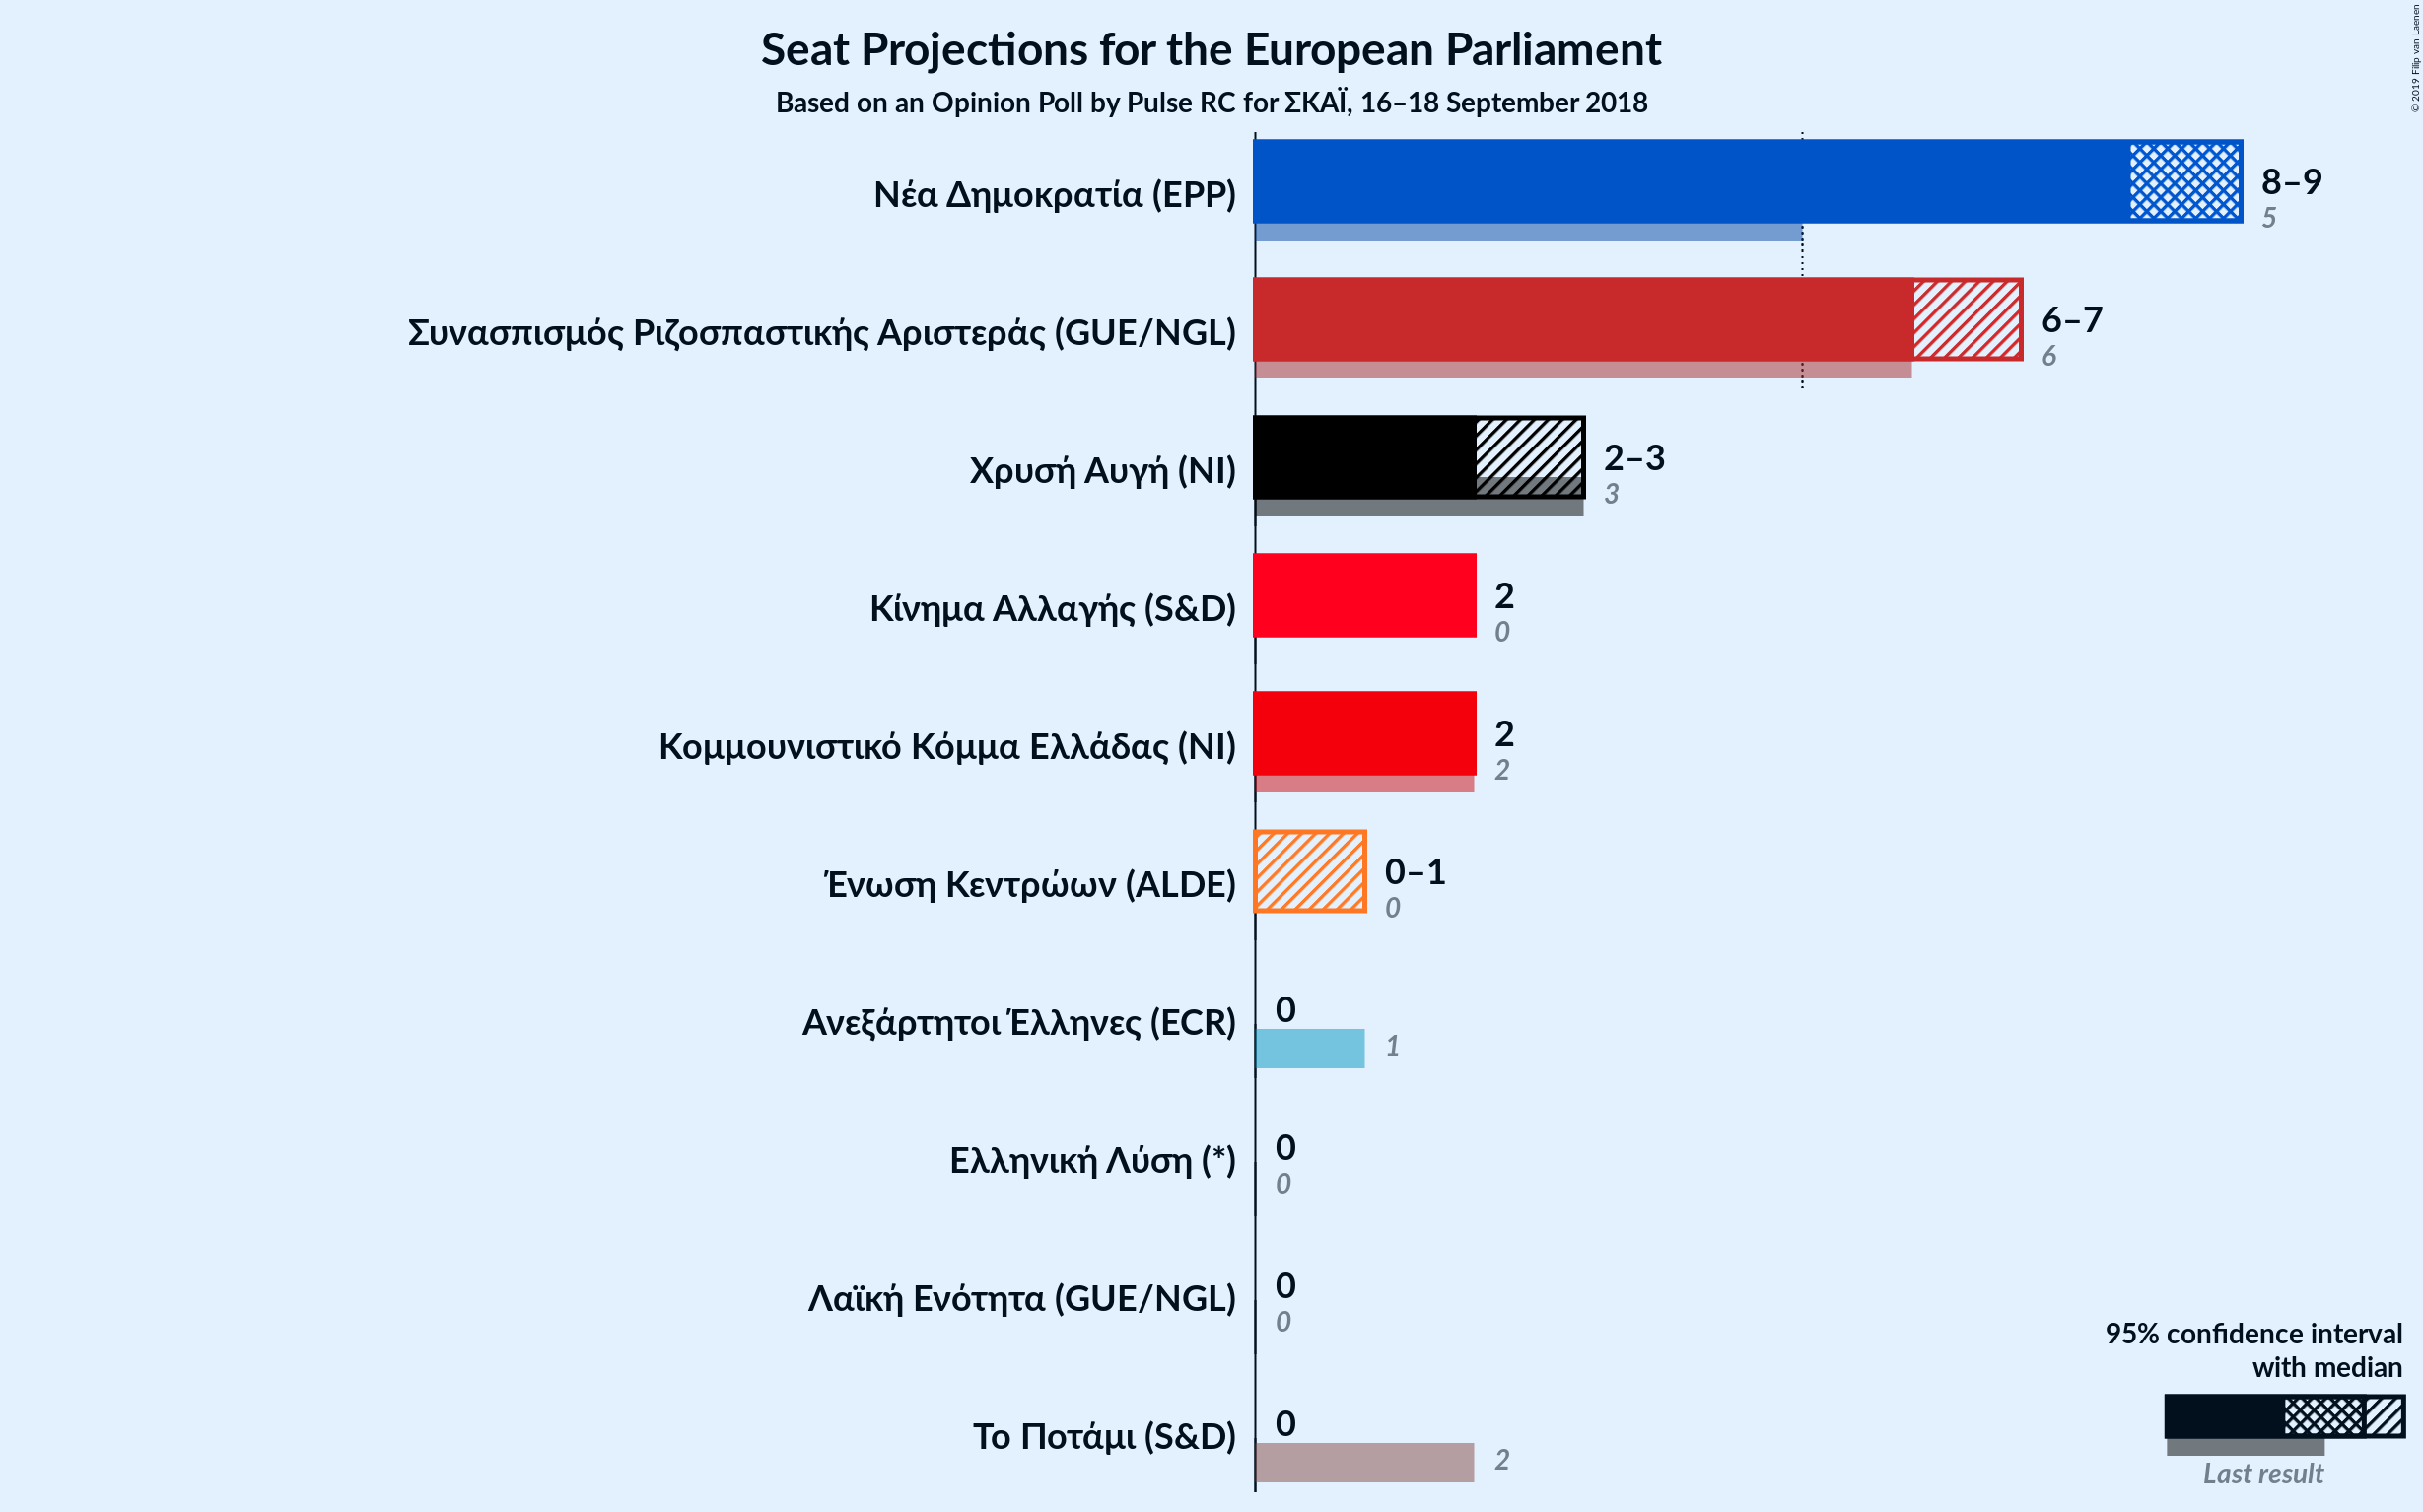 Seat Projections for the European Parliament
Based on an Opinion Poll by Pulse RC for ΣΚΑΪ, 16–18 September 2018
© 2019 Filip van Laenen
Νέα Δημοκρατία (EPP)
8–9
5
Συνασπισμός Ριζοσπαστικής Αριστεράς (GUE/NGL)
6–7
6
Χρυσή Αυγή (NI)
2–3
3
Κίνημα Αλλαγής (S&D)
2
0
Κομμουνιστικό Κόμμα Ελλάδας (NI)
2
2
Ένωση Κεντρώων (ALDE)
0–1
0
Ανεξάρτητοι Έλληνες (ECR)
0
1
Ελληνική Λύση (*)
0
0
Λαϊκή Ενότητα (GUE/NGL)
0
0
Το Ποτάμι (S&D)
0
2
95% confidence interval
with median
Last result